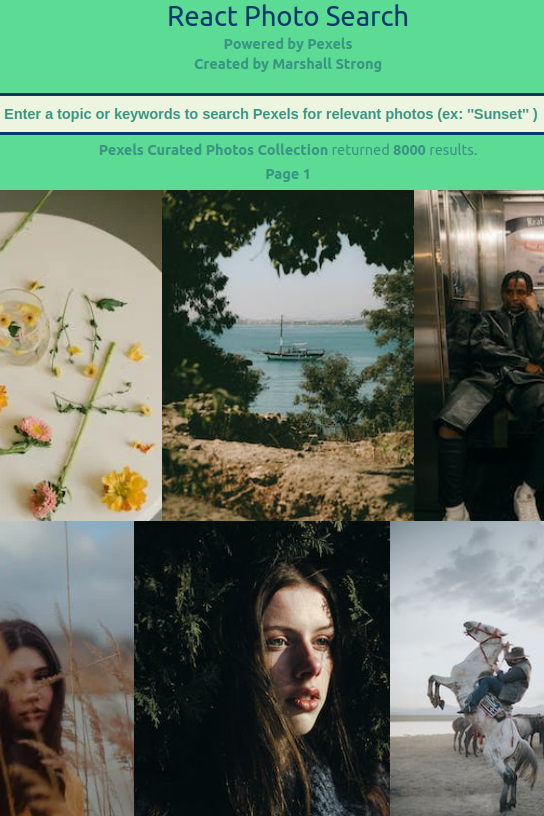 React Photo Search
Powered by Pexels
Created by Marshall Strong
Enter a topic or keywords to search Pexels for relevant photos (ex: "Sunset" )
Pexels Curated Photos Collection returned 8000 results.
Page 1